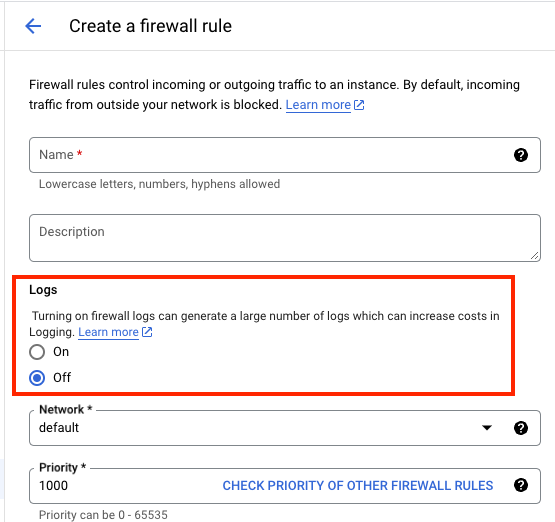 Create a firewall rule
Firewall rules control incoming or outgoing traffic to an instance. By default, incoming
traffic from outside your network is blocked. Learn more
Name *
Lowercase letters, numbers, hyphens allowed
Description
Logs
Turning on firewall logs can generate a large number of logs which can increase costs in
Logging. Learn more
On
Off
Network *
default
Priority *
1000 CHECK PRIORITY OF OTHER FIREWALL RULES
Priority can be 0 - 65535